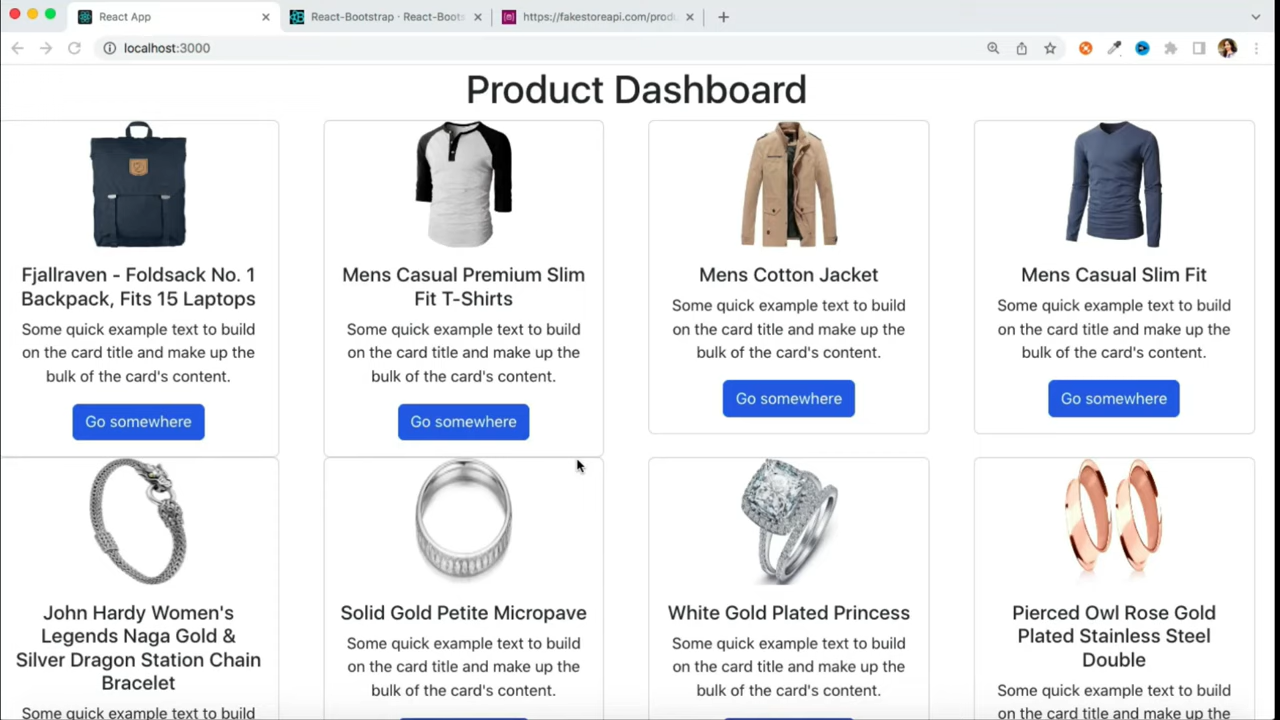 React App
React-Bootstrap · React-Boots
https://fakestoreapi.com/produ
localhost:3000
Product Dashboard
Fjallraven - Foldsack No. 1
Backpack, Fits 15 Laptops
Some quick example text to build
on the card title and make up the
bulk of the card's content.
Go somewhere
Mens Casual Premium Slim
Fit T-Shirts
Some quick example text to build
on the card title and make up the
bulk of the card's content.
Go somewhere
Mens Cotton Jacket
Some quick example text to build
on the card title and make up the
bulk of the card's content.
Go somewhere
Mens Casual Slim Fit
Some quick example text to build
on the card title and make up the
bulk of the card's content.
Go somewhere
John Hardy Women's
Legends Naga Gold &
Silver Dragon Station Chain
Bracelet
Some quick example text to build
Solid Gold Petite Micropave
Some quick example text to build
on the card title and make up the
bulk of the card's content.
White Gold Plated Princess
Some quick example text to build
on the card title and make up the
bulk of the card's content.
Pierced Owl Rose Gold
Plated Stainless Steel
Double
Some quick example text to build
on the card title and make up the